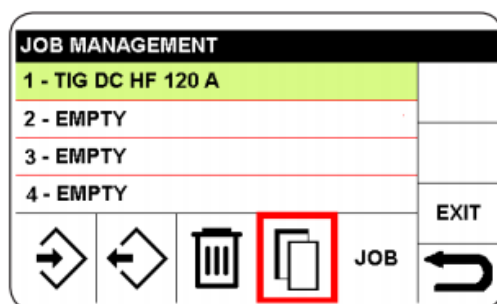 JOB MANAGEMENT
1 - TIG DC HF 120 A
2 - EMPTY
3 - EMPTY
4 - EMPTY
EXIT
JOB